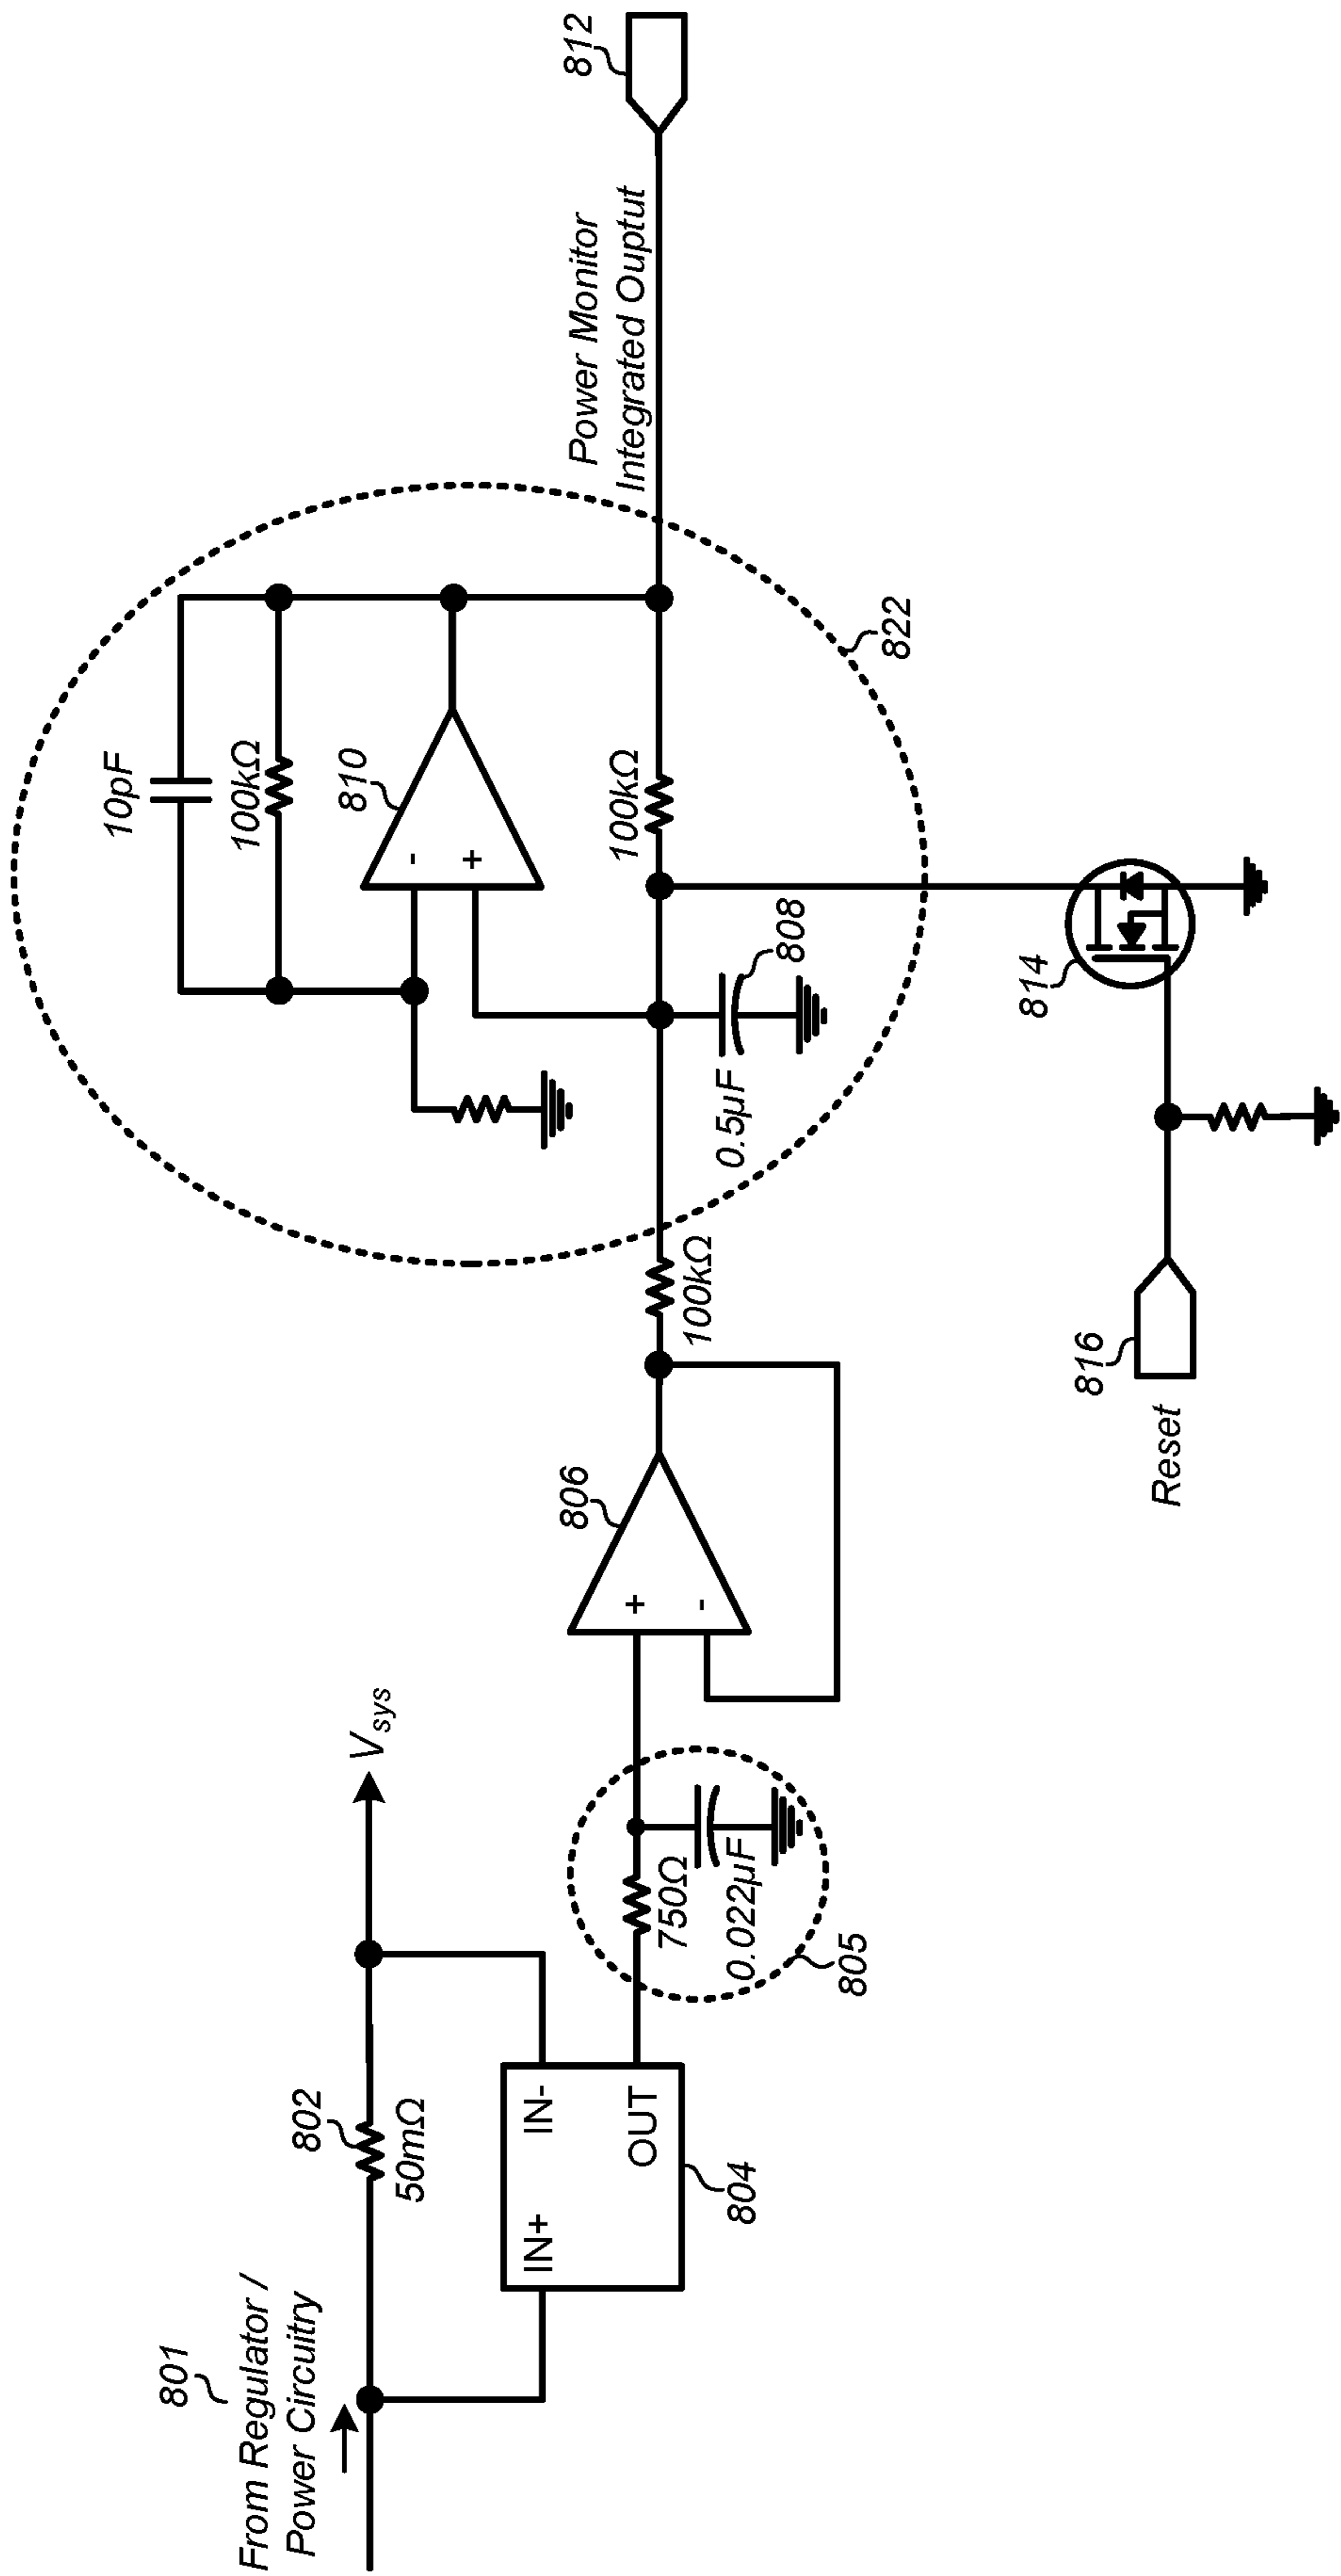 801
From Regulator /
Power Circuitry
802
50mΩ
V_sys
IN+
IN-
OUT
804
750Ω
0.022µF
805
806
+
-
100kΩ
10pF
100kΩ
810
-
+
100kΩ
0.5µF
808
822
Power Monitor
Integrated Ouptut
812
814
816
Reset